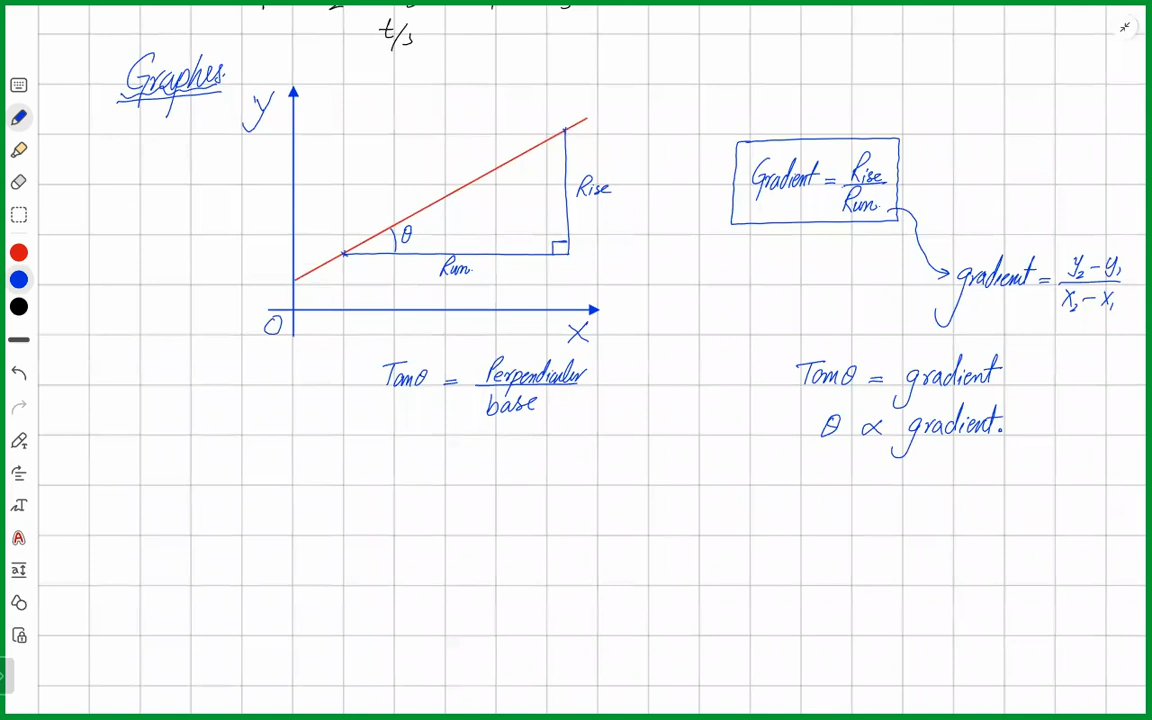 t/s
Graphs.
Y
Rise
θ
Run.
O
X
Gradient = Rise/Run.
gradient = y₂ - y₁ / x₂ - x₁
Tanθ = Perpendicular/base
Tanθ = gradient
θ ∝ gradient.